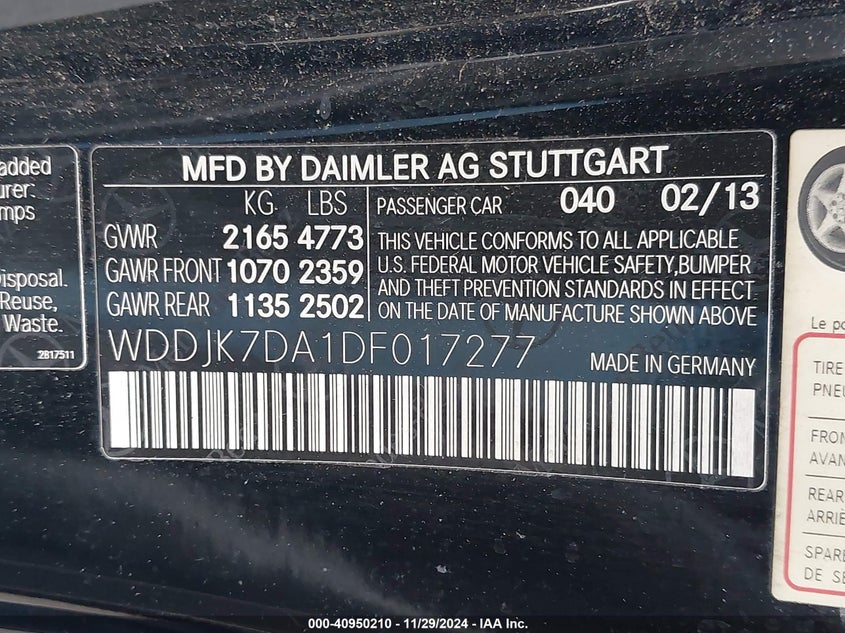 added
urer:
mps
Disposal.
Reuse,
Waste.
2817511
MFD BY DAIMLER AG STUTTGART
KG LBS
GVWR 2165 4773
GAWR FRONT 1070 2359
GAWR REAR 1135 2502
PASSENGER CAR 040 02/13
THIS VEHICLE CONFORMS TO ALL APPLICABLE
U.S. FEDERAL MOTOR VEHICLE SAFETY,BUMPER
AND THEFT PREVENTION STANDARDS IN EFFECT
ON THE DATE OF MANUFACTURE SHOWN ABOVE
WDDJK7DA1DF017277 MADE IN GERMANY
Le po
TIRE
PNEU
FRON
AVAN
REAR
ARRIÈ
SPARE
DE SE
000-40950210 - 11/29/2024 - IAA Inc.